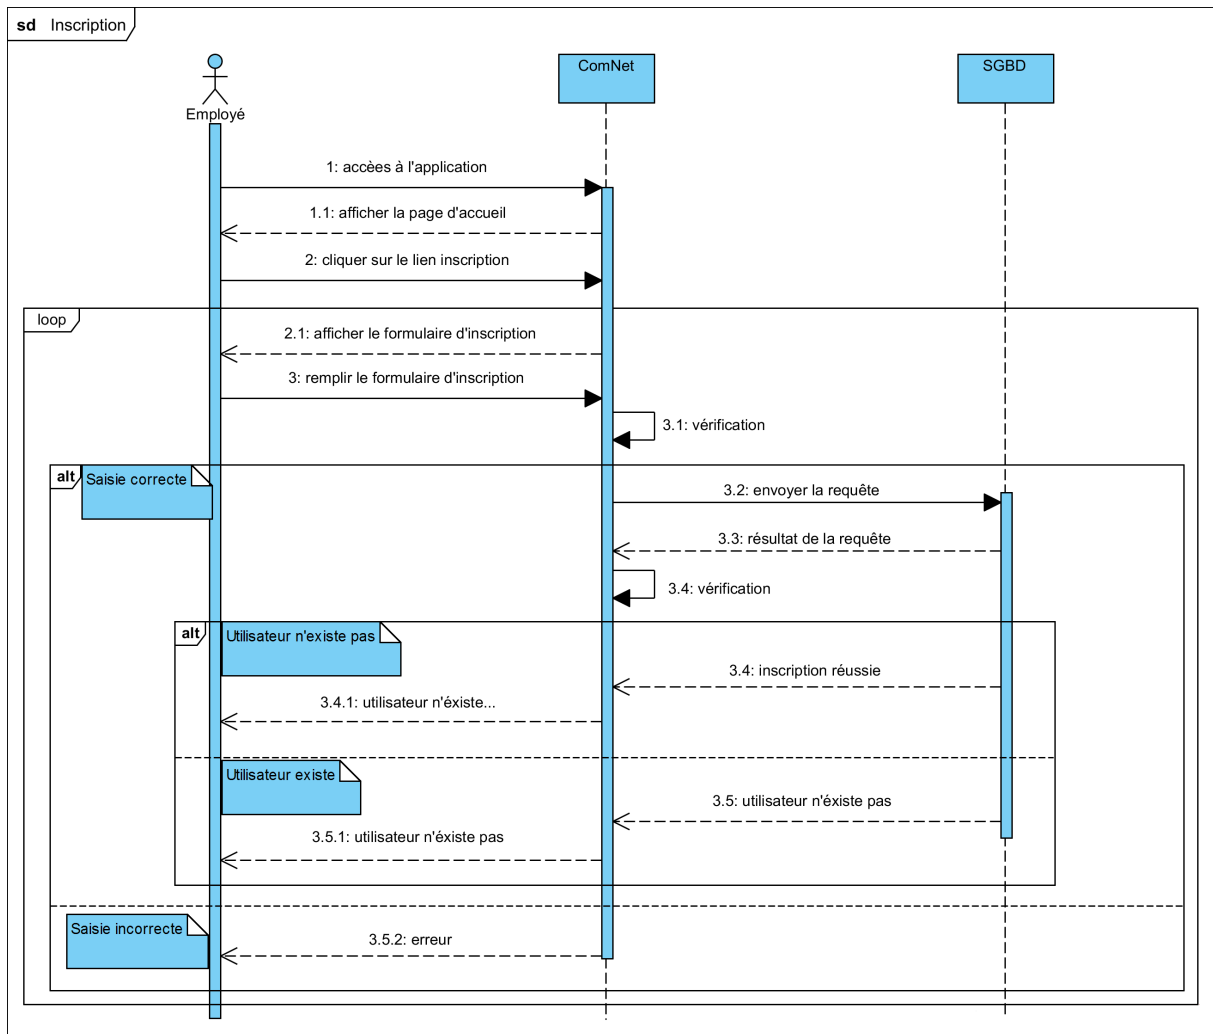 sd Inscription
Employé
ComNet
SGBD
1: accèes à l'application
1.1: afficher la page d'accueil
2: cliquer sur le lien inscription
loop
2.1: afficher le formulaire d'inscription
3: remplir le formulaire d'inscription
3.1: vérification
alt
Saisie correcte
3.2: envoyer la requête
3.3: résultat de la requête
3.4: vérification
alt
Utilisateur n'existe pas
3.4: inscription réussie
3.4.1: utilisateur n'éxiste...
Utilisateur existe
3.5: utilisateur n'éxiste pas
3.5.1: utilisateur n'éxiste pas
Saisie incorrecte
3.5.2: erreur